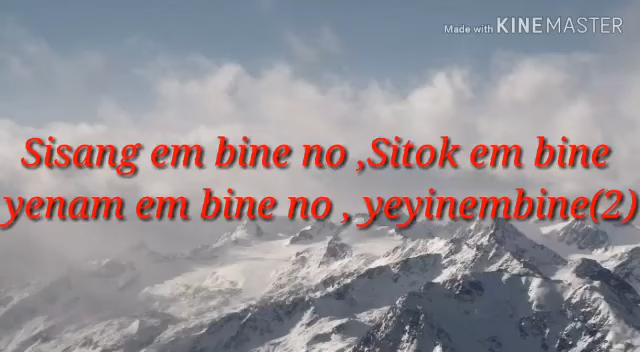 Made with KINEMASTER
Sisang em bine no ,Sitok em bine
yenam em bine no , yeyinembine(2)